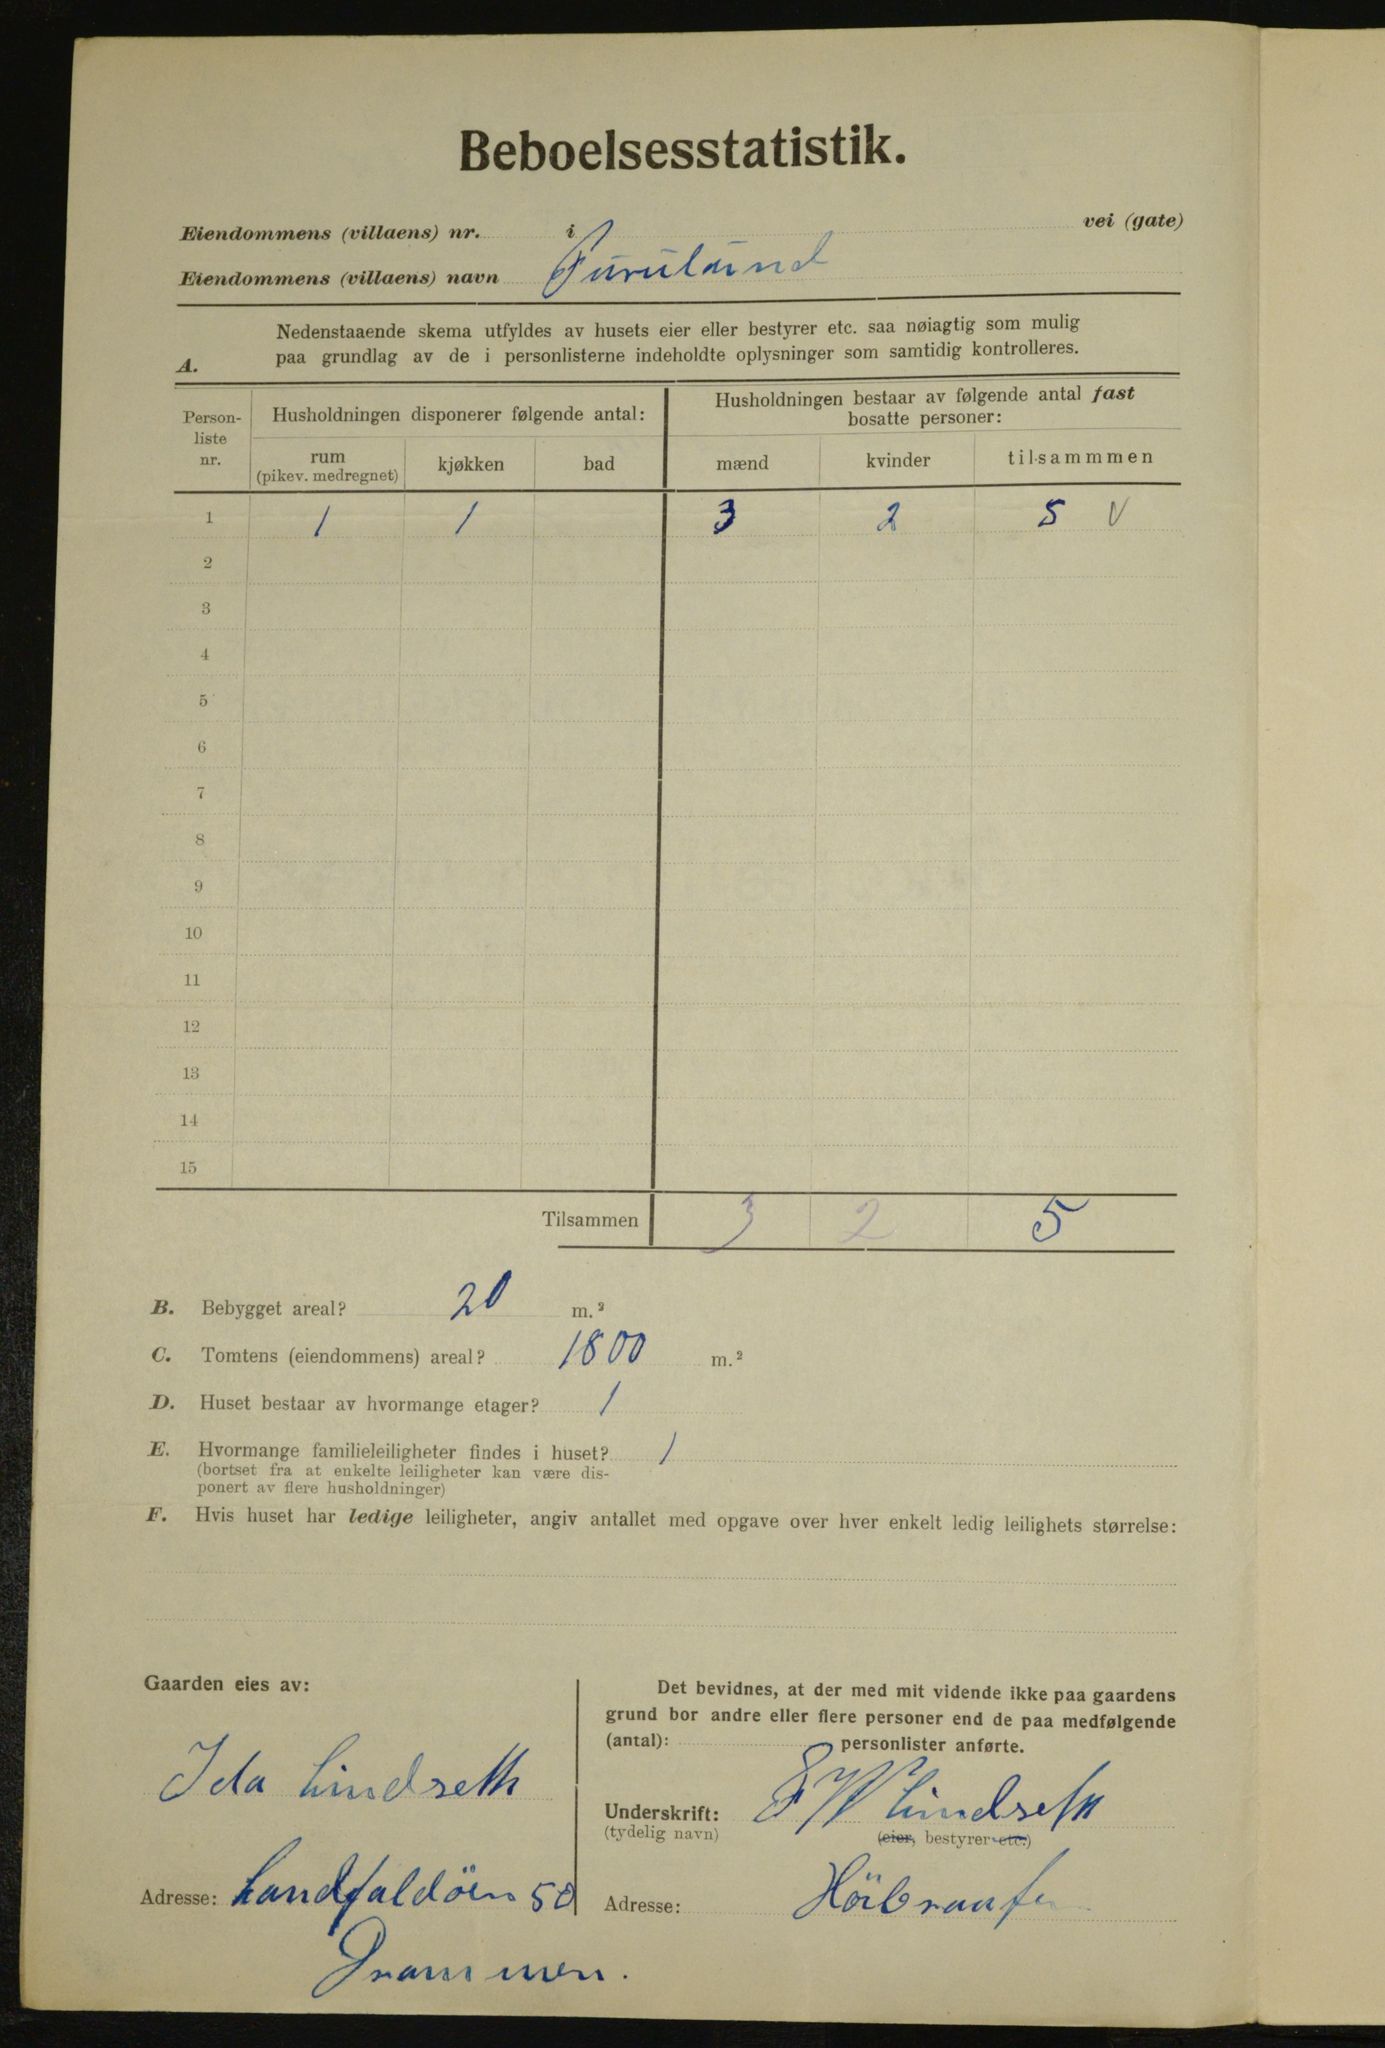 Beboelsesstatistik.
Eiendommens (villaens) nr. i vei (gate)
Eiendommens (villaens) navn Furulund
A. Nedenstaaende skema utfyldes av husets eier eller bestyrer etc. saa nøiagtig som mulig
paa grundlag av de i personlisterne indeholdte oplysninger som samtidig kontrolleres.
Person-
liste
nr.
Husholdningen disponerer følgende antal:
Husholdningen bestaar av følgende antal fast
bosatte personer:
rum
(pikev. medregnet)
kjøkken
bad
mænd
kvinder
tilsammmen
1 1 1 3 2 5 V
2
3
4
5
6
7
8
9
10
11
12
13
14
15
Tilsammen 3 2 5
B. Bebygget areal? 20 m.²
C. Tomtens (eiendommens) areal? 1800 m.²
D. Huset bestaar av hvormange etager? 1
E. Hvormange familieleiligheter findes i huset? 1
(bortset fra at enkelte leiligheter kan være dis-
ponert av flere husholdninger)
F. Hvis huset har ledige leiligheter, angiv antallet med opgave over hver enkelt ledig leilighets størrelse:
Gaarden eies av:
Ida Lindseth
Adresse: Landfaldöen 50
Drammen.
Det bevidnes, at der med mit vidende ikke paa gaardens
grund bor andre eller flere personer end de paa medfølgende
(antal): personlister anførte.
Underskrift: Lindseth
(tydelig navn) (eier, bestyrer etc.)
Adresse: